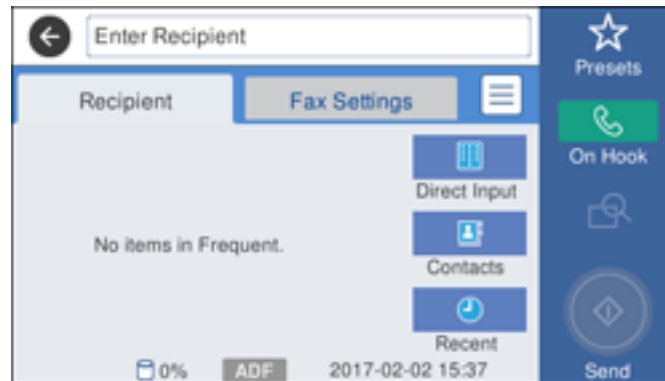 Enter Recipient
Presets
Recipient
Fax Settings
On Hook
Direct Input
No items in Frequent.
Contacts
Recent
0% ADF 2017-02-02 15:37
Send